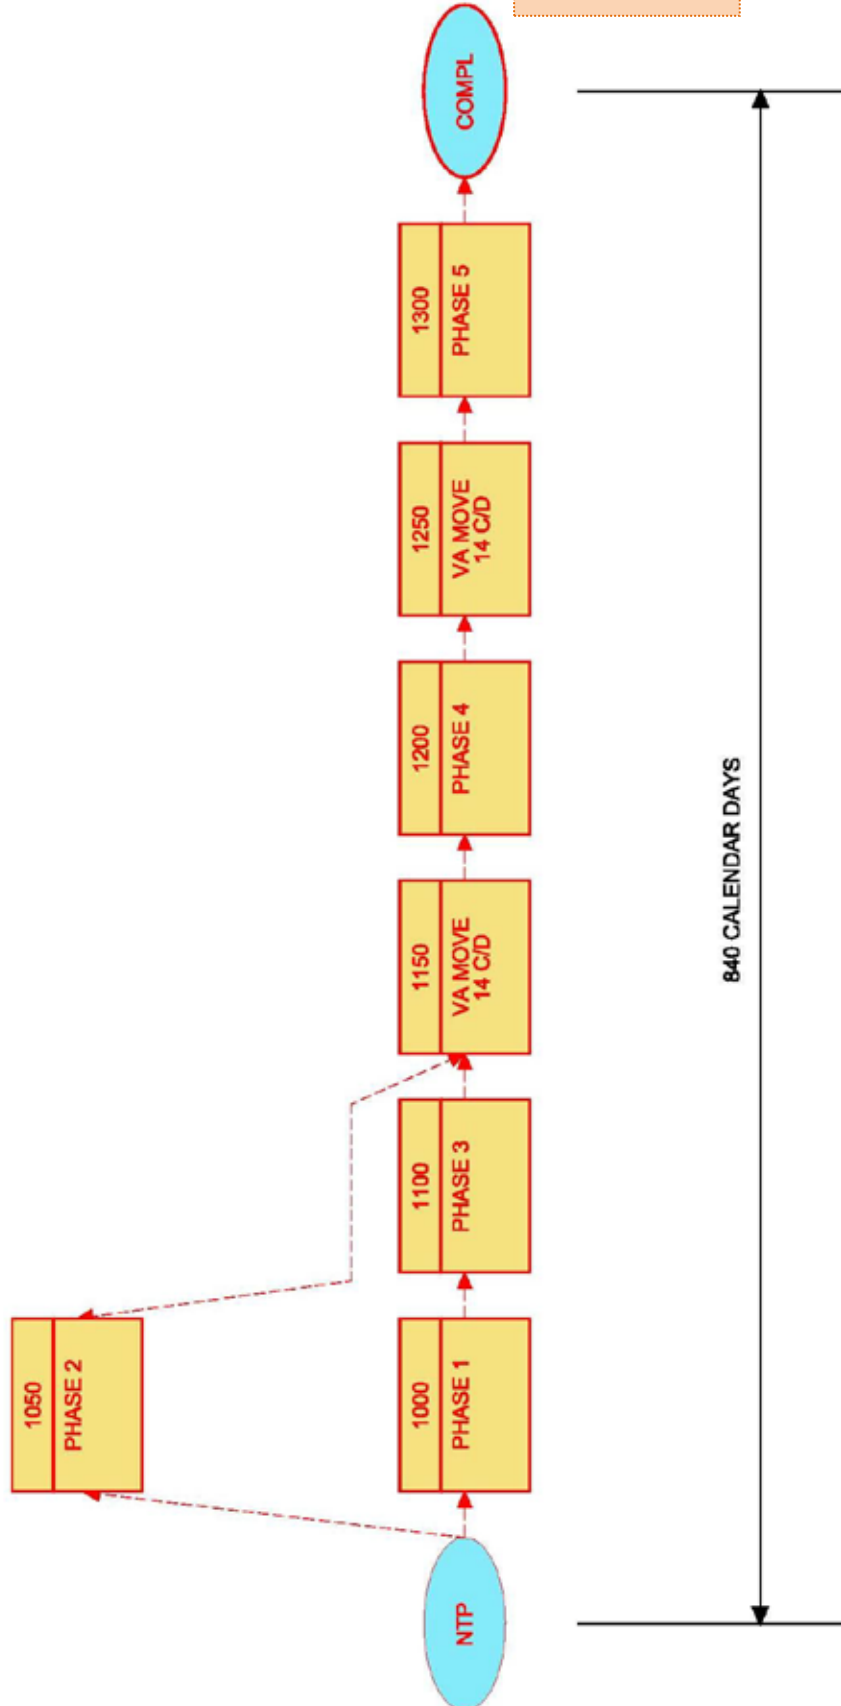 NTP
1050
PHASE 2
1000
PHASE 1
1100
PHASE 3
1150
VA MOVE
14 C/D
1200
PHASE 4
1250
VA MOVE
14 C/D
1300
PHASE 5
COMPL
840 CALENDAR DAYS